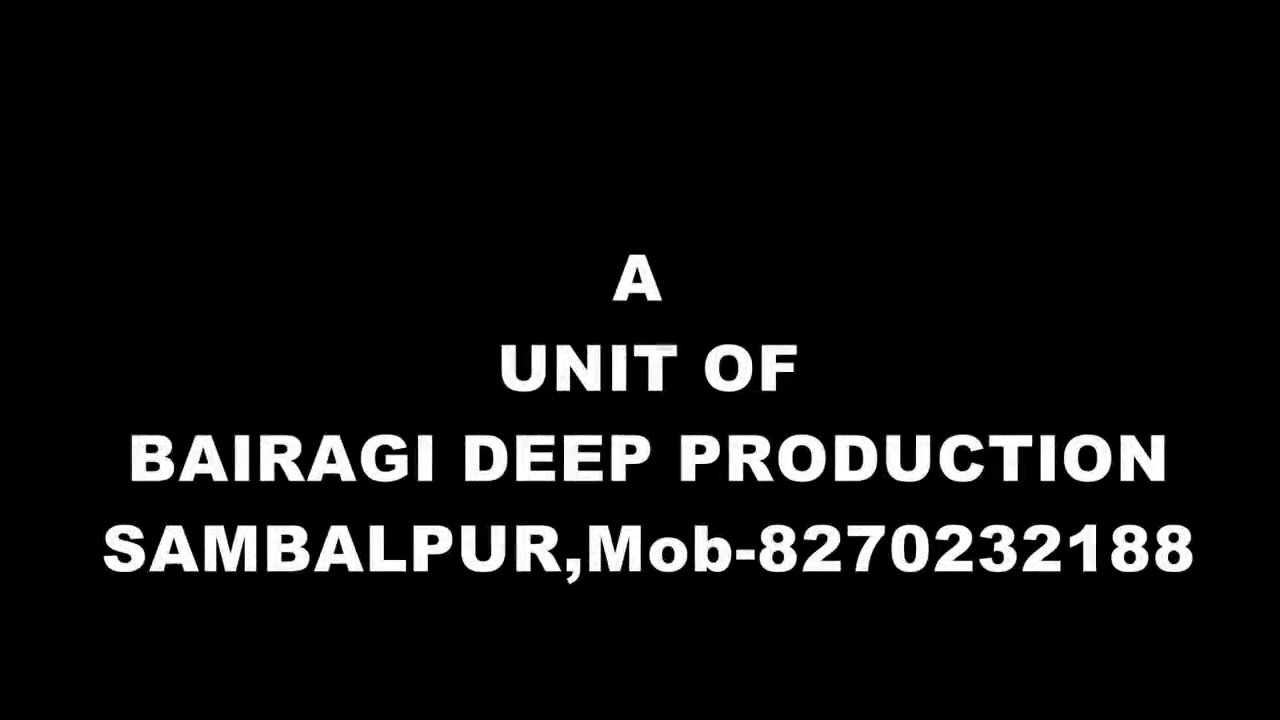 A
UNIT OF
BAIRAGI DEEP PRODUCTION
SAMBALPUR,Mob-8270232188